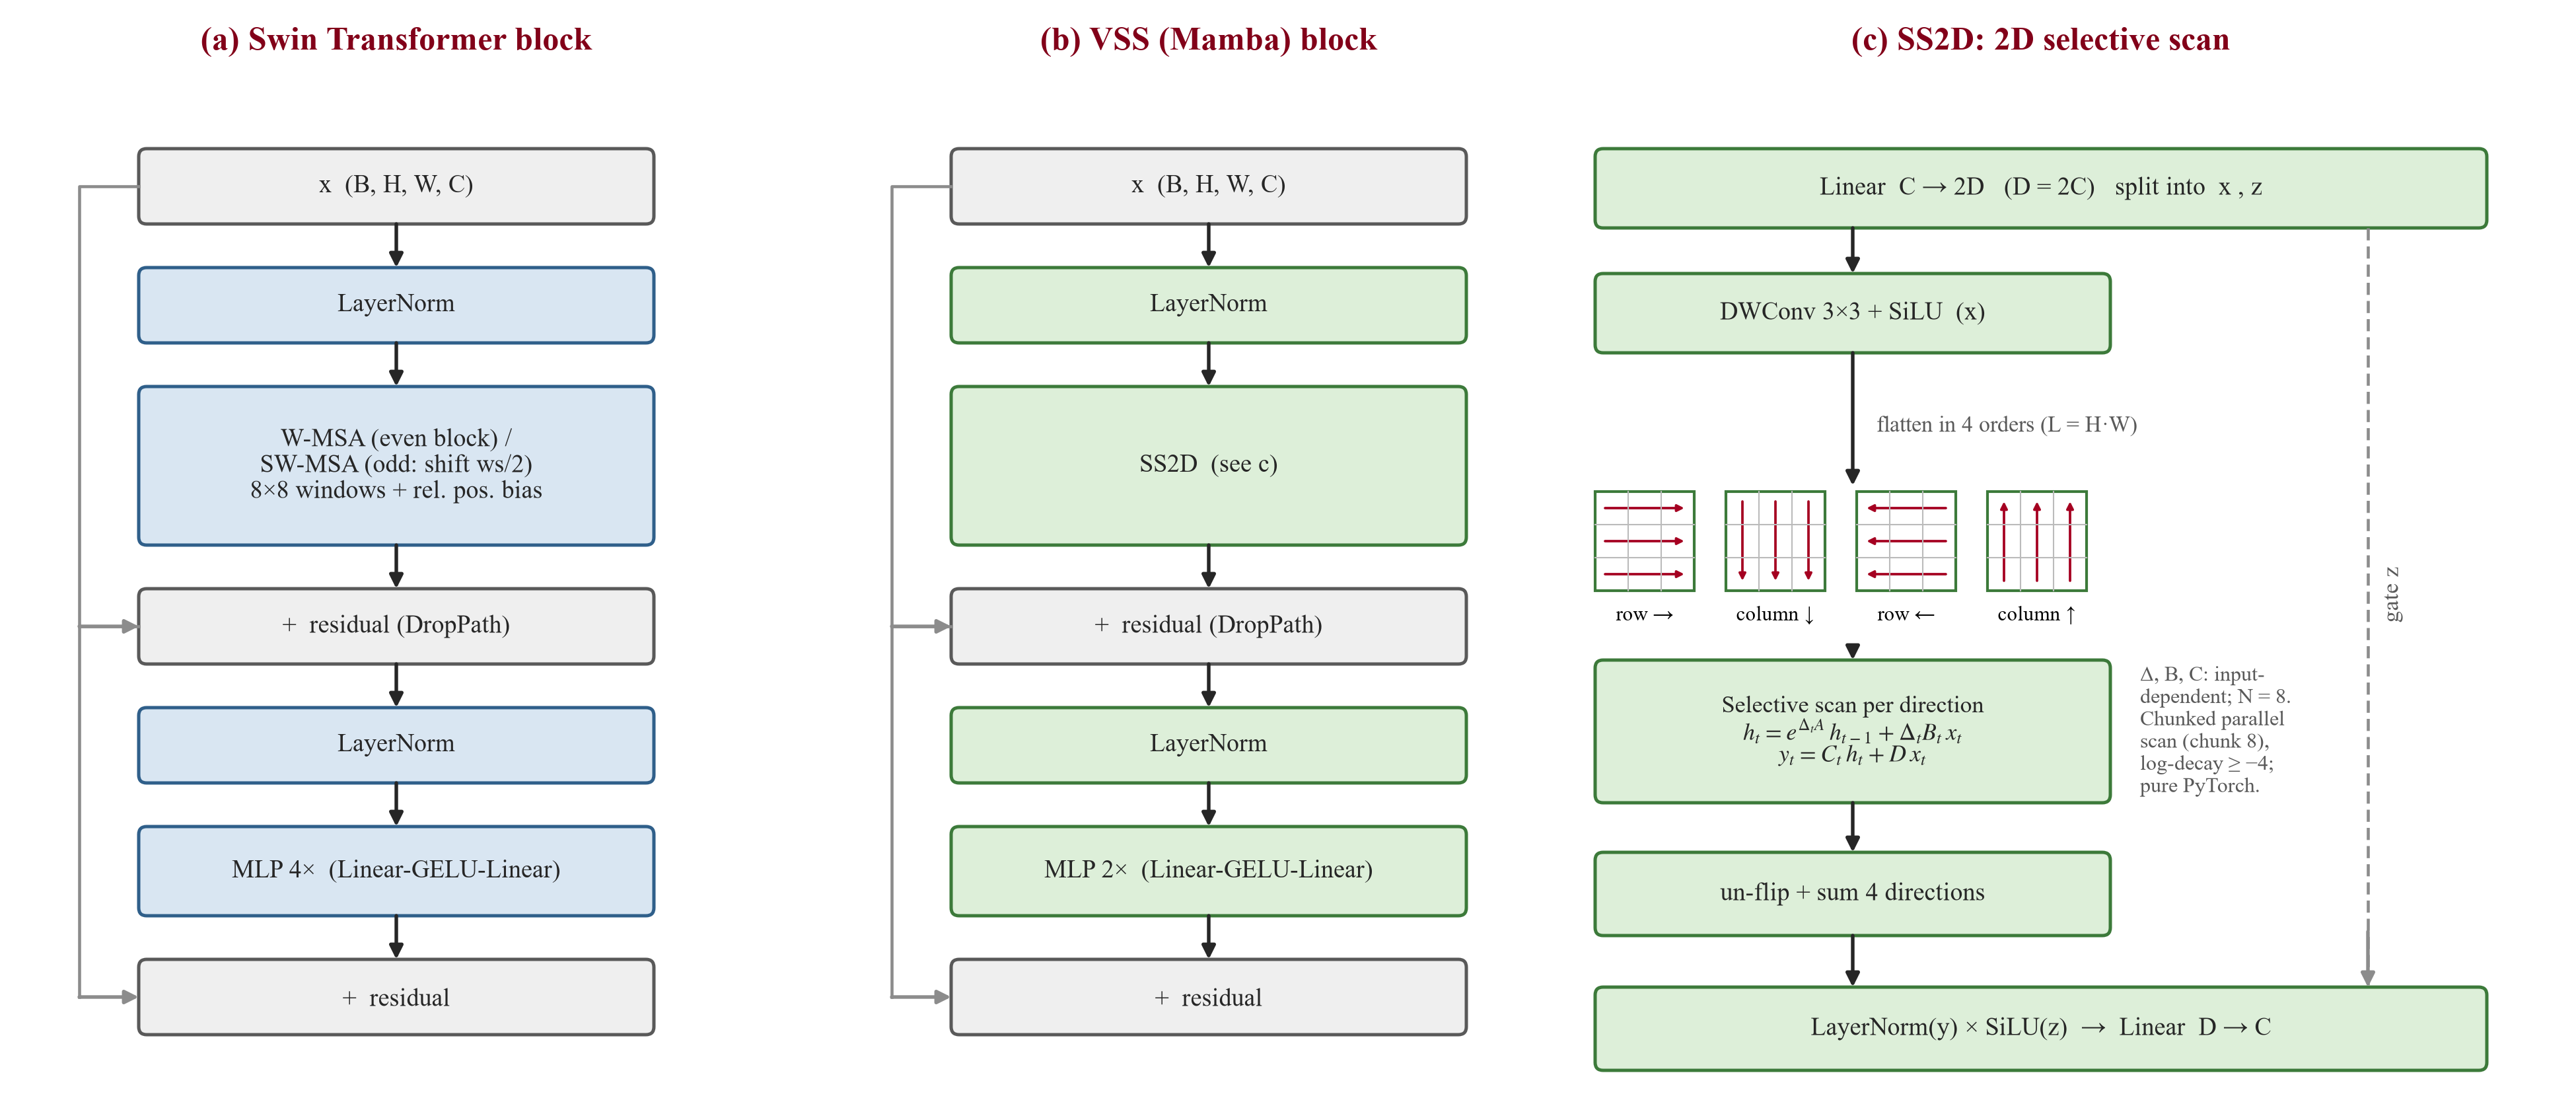 (a) Swin Transformer block
x (B, H, W, C)
LayerNorm
W-MSA (even block) /
SW-MSA (odd: shift ws/2)
8×8 windows + rel. pos. bias
+ residual (DropPath)
LayerNorm
MLP 4× (Linear-GELU-Linear)
+ residual
(b) VSS (Mamba) block
x (B, H, W, C)
LayerNorm
SS2D (see c)
+ residual (DropPath)
LayerNorm
MLP 2× (Linear-GELU-Linear)
+ residual
(c) SS2D: 2D selective scan
Linear C → 2D (D = 2C) split into x , z
DWConv 3×3 + SiLU (x)
flatten in 4 orders (L = H·W)
row → column ↓ row ← column ↑
gate z
Selective scan per direction
h_t = e^{Δ_t A} h_{t−1} + Δ_t B_t x_t
y_t = C_t h_t + D x_t
Δ, B, C: input-
dependent; N = 8.
Chunked parallel
scan (chunk 8),
log-decay ≥ −4;
pure PyTorch.
un-flip + sum 4 directions
LayerNorm(y) × SiLU(z) → Linear D → C